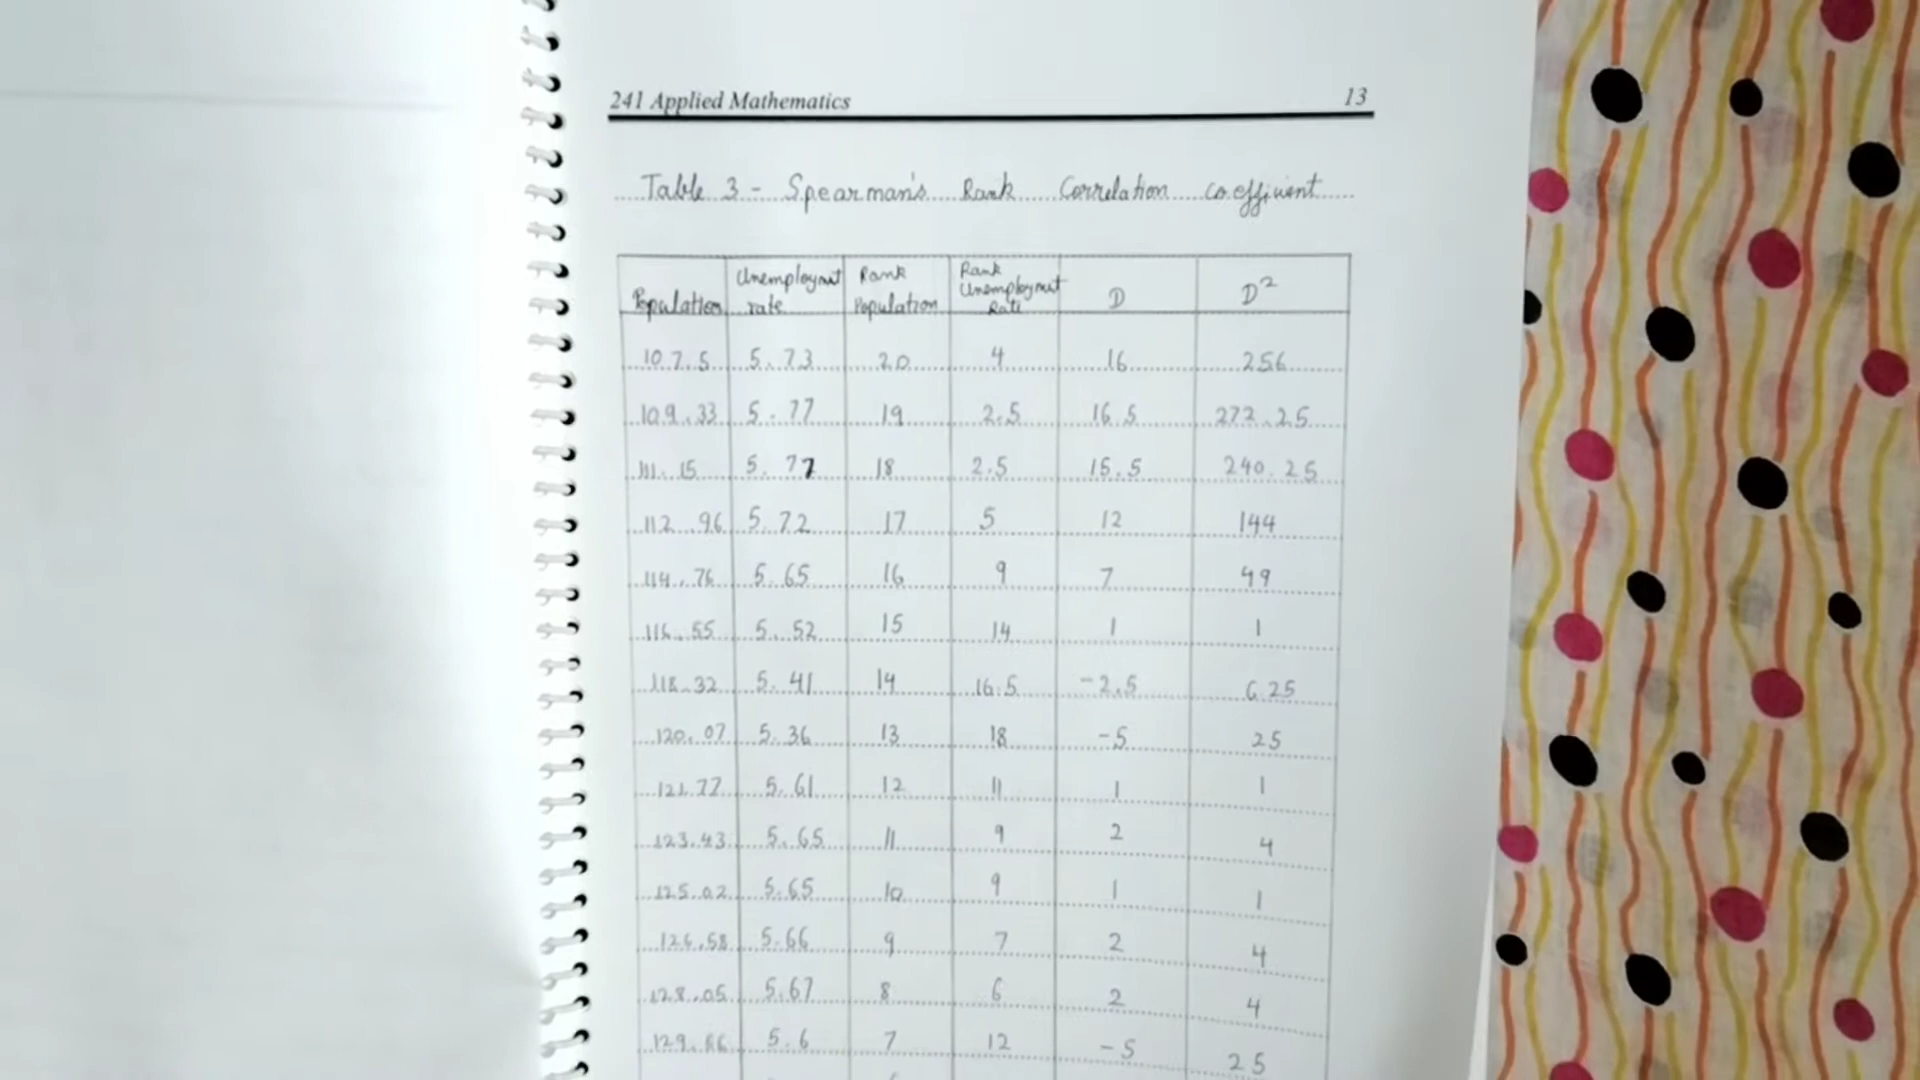 241 Applied Mathematics 13
Table 3 - Spearman's Rank Correlation coeffiient
Population Unemploymnt rate Rank Population Rank Unemploymnt Rate D D²
107.5 5.73 20 4 16 256
109.33 5.77 19 2.5 16.5 272.25
111.15 5.77 18 2.5 15.5 240.25
112.96 5.72 17 5 12 144
114.76 5.65 16 9 7 49
116.55 5.52 15 14 1 1
118.32 5.41 14 16.5 -2.5 6.25
120.07 5.36 13 18 -5 25
121.77 5.61 12 11 1 1
123.43 5.65 11 9 2 4
125.02 5.65 10 9 1 1
126.58 5.66 9 7 2 4
128.05 5.67 8 6 2 4
5.6 7 12 -5 25